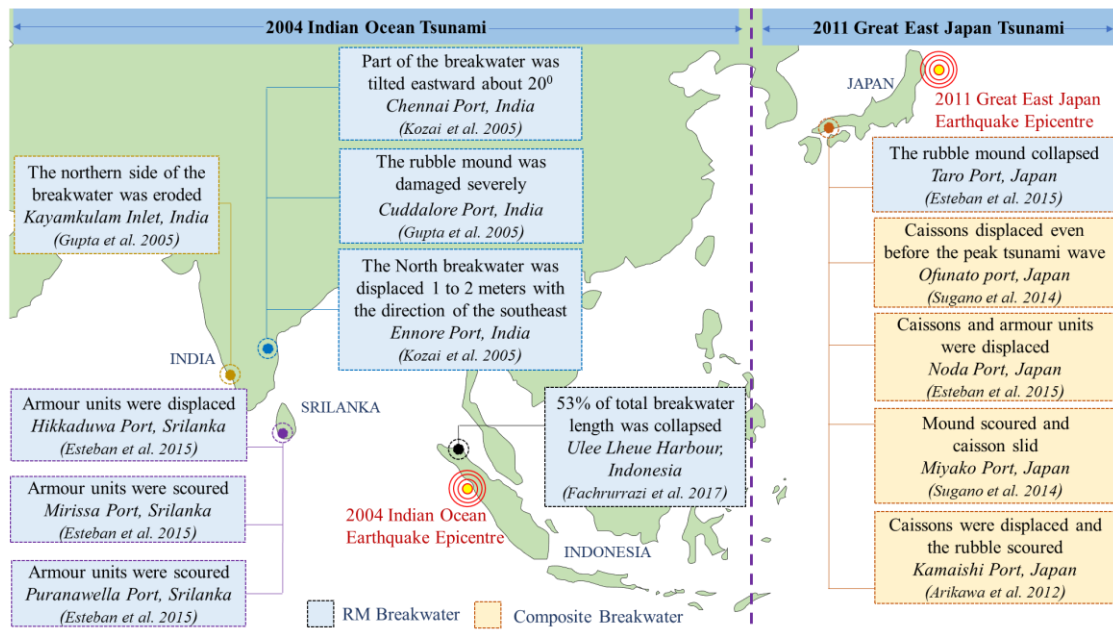 2004 Indian Ocean Tsunami
2011 Great East Japan Tsunami
Part of the breakwater was
tilted eastward about 20⁰
Chennai Port, India
(Kozai et al. 2005)
The rubble mound was
damaged severely
Cuddalore Port, India
(Gupta et al. 2005)
The North breakwater was
displaced 1 to 2 meters with
the direction of the southeast
Ennore Port, India
(Kozai et al. 2005)
The northern side of the
breakwater was eroded
Kayamkulam Inlet, India
(Gupta et al. 2005)
INDIA
SRILANKA
Armour units were displaced
Hikkaduwa Port, Srilanka
(Esteban et al. 2015)
Armour units were scoured
Mirissa Port, Srilanka
(Esteban et al. 2015)
Armour units were scoured
Puranawella Port, Srilanka
(Esteban et al. 2015)
53% of total breakwater
length was collapsed
Ulee Lheue Harbour,
Indonesia
(Fachrurrazi et al. 2017)
2004 Indian Ocean
Earthquake Epicentre
INDONESIA
RM Breakwater
Composite Breakwater
JAPAN
2011 Great East Japan
Earthquake Epicentre
The rubble mound collapsed
Taro Port, Japan
(Esteban et al. 2015)
Caissons displaced even
before the peak tsunami wave
Ofunato port, Japan
(Sugano et al. 2014)
Caissons and armour units
were displaced
Noda Port, Japan
(Esteban et al. 2015)
Mound scoured and
caisson slid
Miyako Port, Japan
(Sugano et al. 2014)
Caissons were displaced and
the rubble scoured
Kamaishi Port, Japan
(Arikawa et al. 2012)